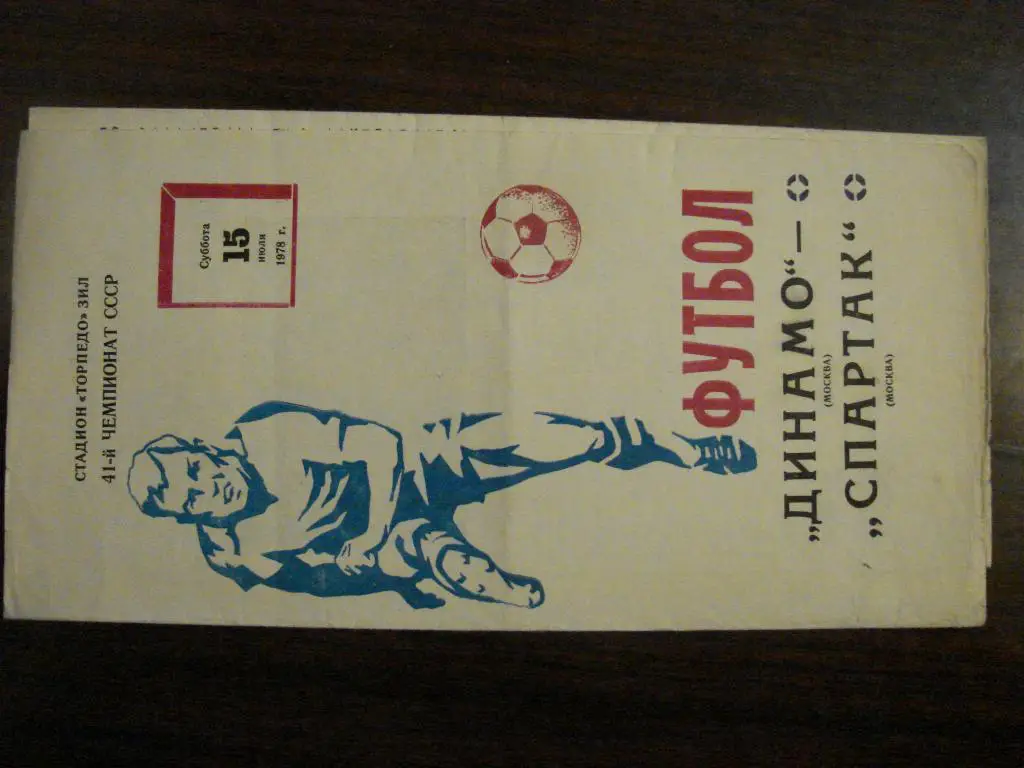 СТАДИОН «ТОРПЕДО» ЗИЛ
41-й ЧЕМПИОНАТ СССР
Суббота
15
июля
1978 г.
ФУТБОЛ
„ДИНАМО“ —
(МОСКВА)
„СПАРТАК“
(МОСКВА)